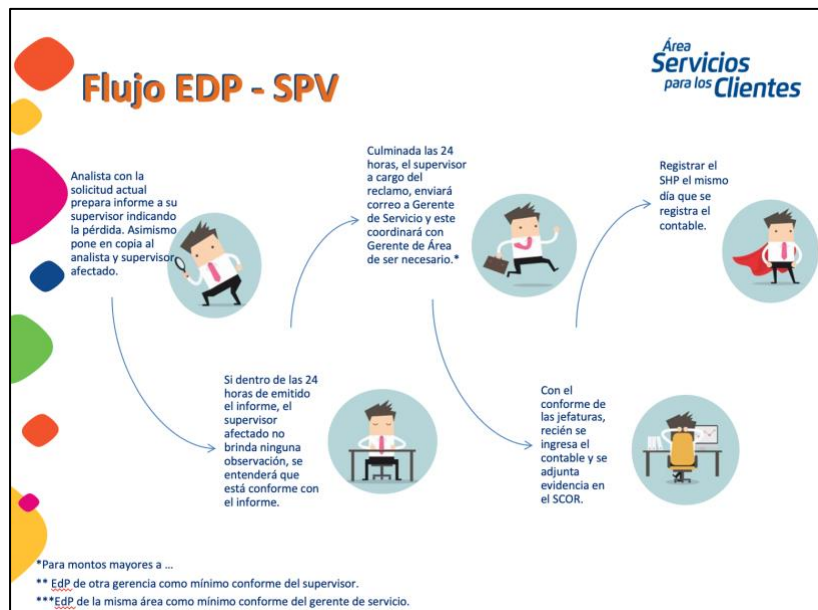 Flujo EDP - SPV
Área
Servicios
para los Clientes
Analista con la
solicitud actual
prepara informe a su
supervisor indicando
la pérdida. Asimismo
pone en copia al
analista y supervisor
afectado.
Si dentro de las 24
horas de emitido
el informe, el
supervisor
afectado no
brinda ninguna
observación, se
entenderá que
está conforme con
el informe.
Culminada las 24
horas, el supervisor
a cargo del
reclamo, enviará
correo a Gerente
de Servicio y este
coordinará con
Gerente de Área
de ser necesario.*
Con el
conforme de
las jefaturas,
recién se
ingresa el
contable y se
adjunta
evidencia en
el SCOR.
Registrar el
SHP el mismo
día que se
registra el
contable.
*Para montos mayores a ...
** EdP de otra gerencia como mínimo conforme del supervisor.
***EdP de la misma área como mínimo conforme del gerente de servicio.